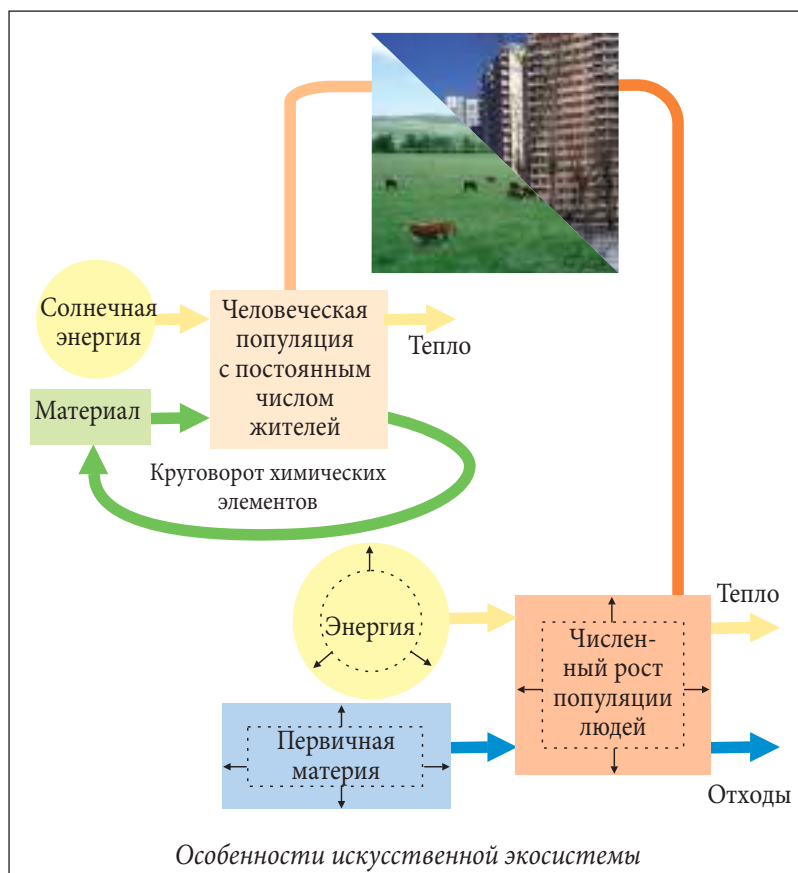 Солнечная
энергия
Человеческая
популяция
с постоянным
числом
жителей
Тепло
Материал
Круговорот химических
элементов
Энергия
Числен-
ный рост
популяции
людей
Тепло
Первичная
материя
Отходы
Особенности искусственной экосистемы